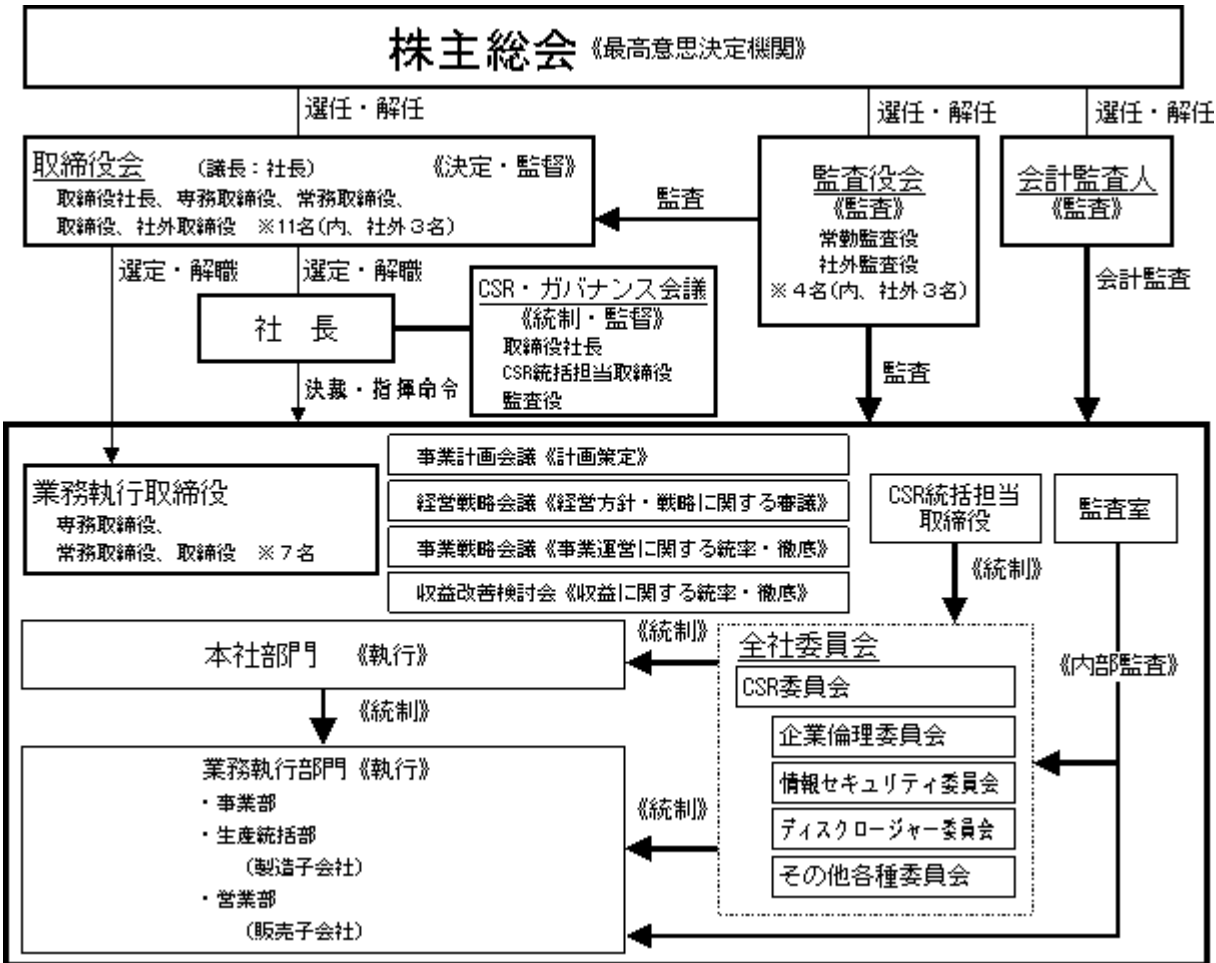 株主総会《最高意思決定機関》
選任・解任
選任・解任
選任・解任
取締役会 (議長:社長) 《決定・監督》
取締役社長、専務取締役、常務取締役、
取締役、社外取締役 ※11名(内、社外3名)
監査
監査役会
《監査》
常勤監査役
社外監査役
※4名(内、社外3名)
会計監査人
《監査》
選定・解職
選定・解職
社 長
CSR・ガバナンス会議
《統制・監督》
取締役社長
CSR統括担当取締役
監査役
会計監査
監査
決裁・指揮命令
業務執行取締役
専務取締役、
常務取締役、取締役 ※7名
事業計画会議《計画策定》
経営戦略会議《経営方針・戦略に関する審議》
事業戦略会議《事業運営に関する統率・徹底》
収益改善検討会《収益に関する統率・徹底》
CSR統括担当
取締役
監査室
《統制》
本社部門 《執行》
《統制》
《統制》
全社委員会
CSR委員会
企業倫理委員会
情報セキュリティ委員会
ディスクロージャー委員会
その他各種委員会
《内部監査》
業務執行部門《執行》
・事業部
・生産統括部
(製造子会社)
・営業部
(販売子会社)
《統制》